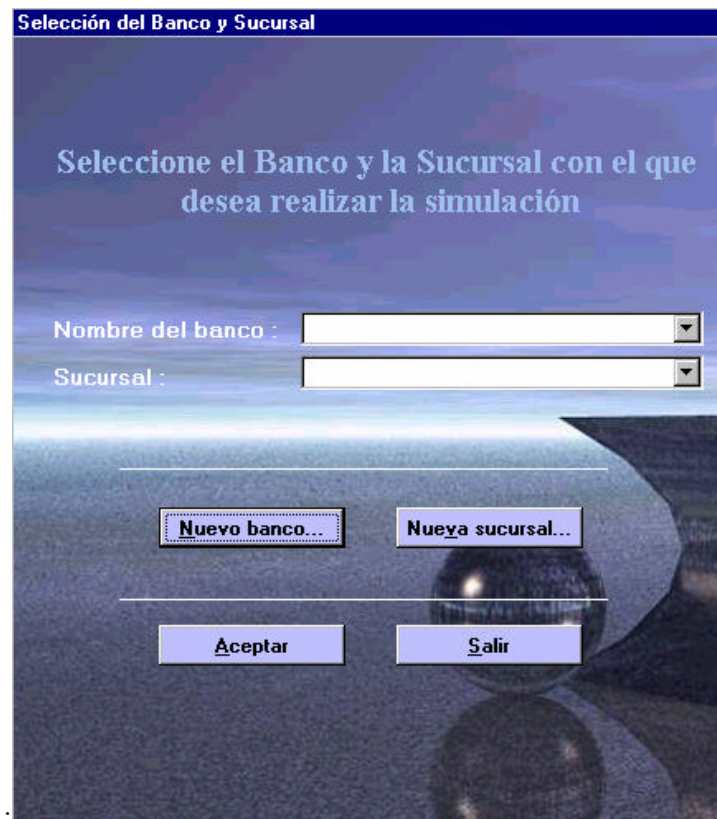 Selección del Banco y Sucursal
Seleccione el Banco y la Sucursal con el que
desea realizar la simulación
Nombre del banco :
Sucursal :
Nuevo banco... Nueva sucursal...
Aceptar Salir
.